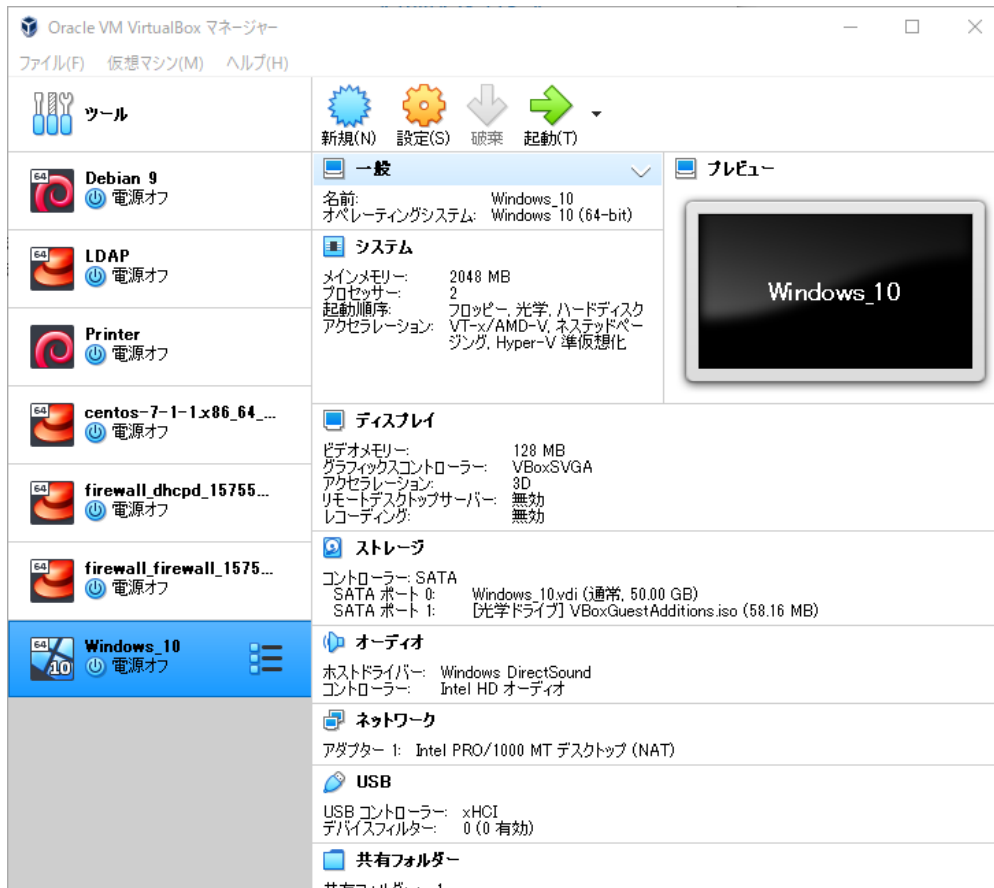 Oracle VM VirtualBox マネージャー
ファイル(F) 仮想マシン(M) ヘルプ(H)
ツール
新規(N) 設定(S) 破棄 起動(T)
64
Debian 9
電源オフ
64
LDAP
電源オフ
Printer
電源オフ
64
centos-7-1-1.x86_64_...
電源オフ
64
firewall_dhcpd_15755...
電源オフ
64
firewall_firewall_1575...
電源オフ
64
10
Windows_10
電源オフ
一般
名前: Windows_10
オペレーティングシステム: Windows 10 (64-bit)
プレビュー
Windows_10
システム
メインメモリー: 2048 MB
プロセッサー: 2
起動順序: フロッピー, 光学, ハードディスク
アクセラレーション: VT-x/AMD-V, ネステッドペー
ジング, Hyper-V 準仮想化
ディスプレイ
ビデオメモリー: 128 MB
グラフィックスコントローラー: VBoxSVGA
アクセラレーション: 3D
リモートデスクトップサーバー: 無効
レコーディング: 無効
ストレージ
コントローラー: SATA
SATA ポート 0: Windows_10.vdi (通常, 50.00 GB)
SATA ポート 1: [光学ドライブ] VBoxGuestAdditions.iso (58.16 MB)
オーディオ
ホストドライバー: Windows DirectSound
コントローラー: Intel HD オーディオ
ネットワーク
アダプター 1: Intel PRO/1000 MT デスクトップ (NAT)
USB
USB コントローラー: xHCI
デバイスフィルター: 0 (0 有効)
共有フォルダー